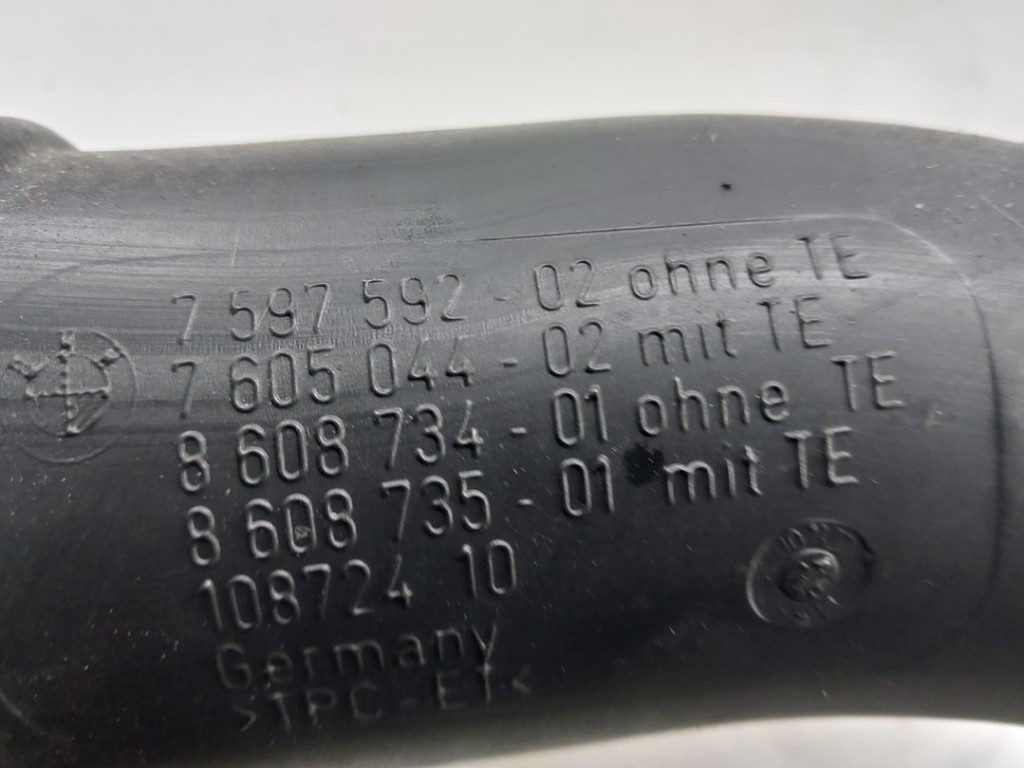 7 597 592 - 02 ohne TE
7 605 044 - 02 mit TE
8 608 734 - 01 ohne TE
8 608 735 - 01 mit TE
108724 10
Germany
>TPC-ET<